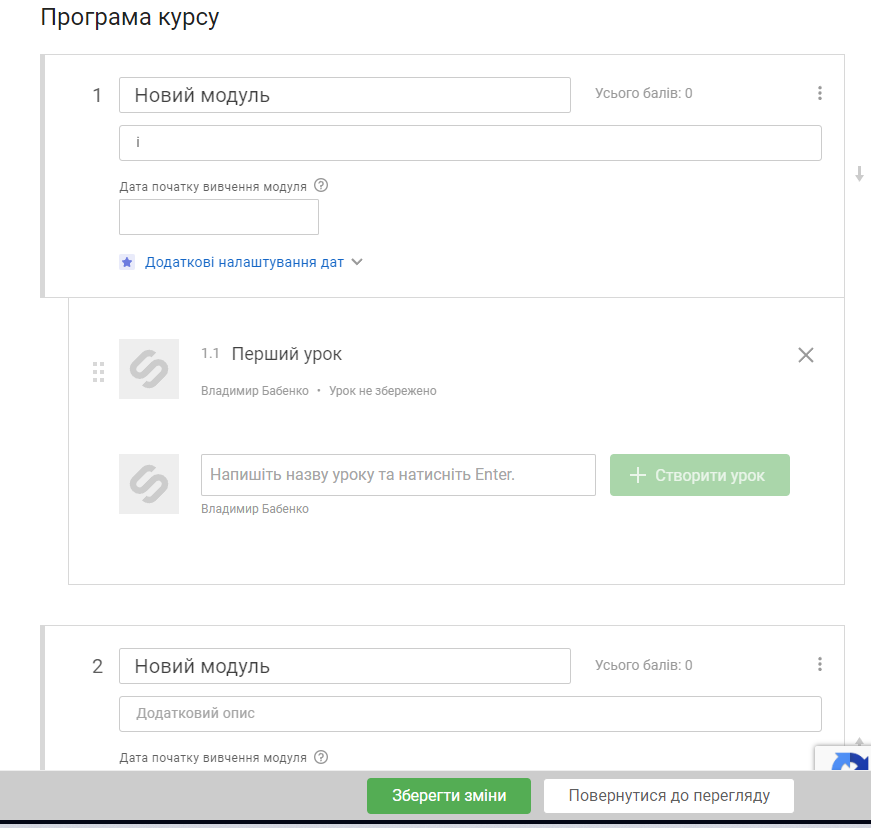 Програма курсу
1 Новий модуль Усього балів: 0
і
Дата початку вивчення модуля ?
Додаткові налаштування дат
1.1 Перший урок
Владимир Бабенко • Урок не збережено
Напишіть назву уроку та натисніть Enter. + Створити урок
Владимир Бабенко
2 Новий модуль Усього балів: 0
Додатковий опис
Дата початку вивчення модуля ?
Зберегти зміни Повернутися до перегляду